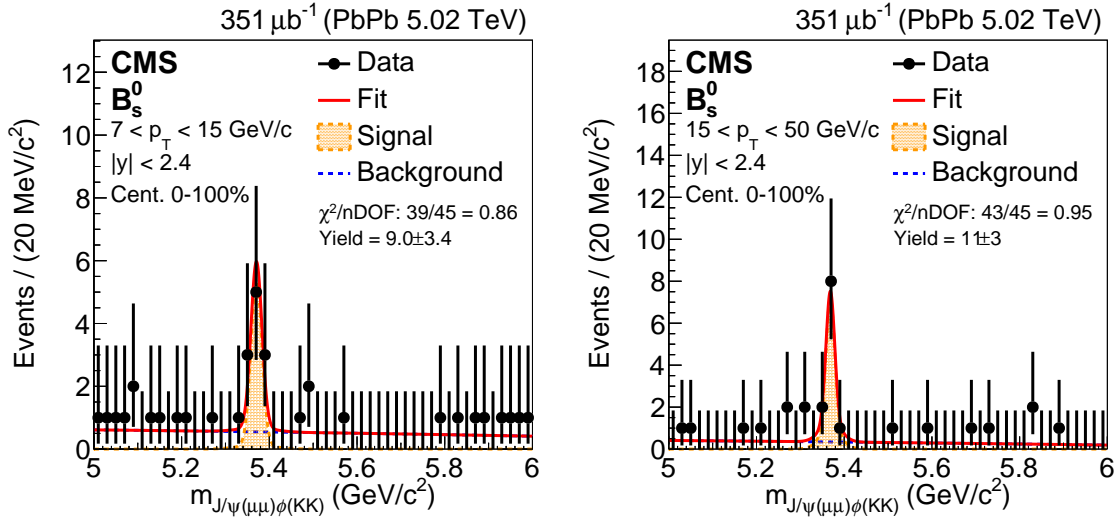 351 μb⁻¹ (PbPb 5.02 TeV)
CMS
B⁰ₛ
7 < p_T < 15 GeV/c
|y| < 2.4
Cent. 0-100%
Data
Fit
Signal
Background
χ²/nDOF: 39/45 = 0.86
Yield = 9.0±3.4
Events / (20 MeV/c²)
12
10
8
6
4
2
0
5 5.2 5.4 5.6 5.8 6
m_J/ψ(μμ)φ(KK) (GeV/c²)
351 μb⁻¹ (PbPb 5.02 TeV)
CMS
B⁰ₛ
15 < p_T < 50 GeV/c
|y| < 2.4
Cent. 0-100%
Data
Fit
Signal
Background
χ²/nDOF: 43/45 = 0.95
Yield = 11±3
Events / (20 MeV/c²)
18
16
14
12
10
8
6
4
2
0
5 5.2 5.4 5.6 5.8 6
m_J/ψ(μμ)φ(KK) (GeV/c²)